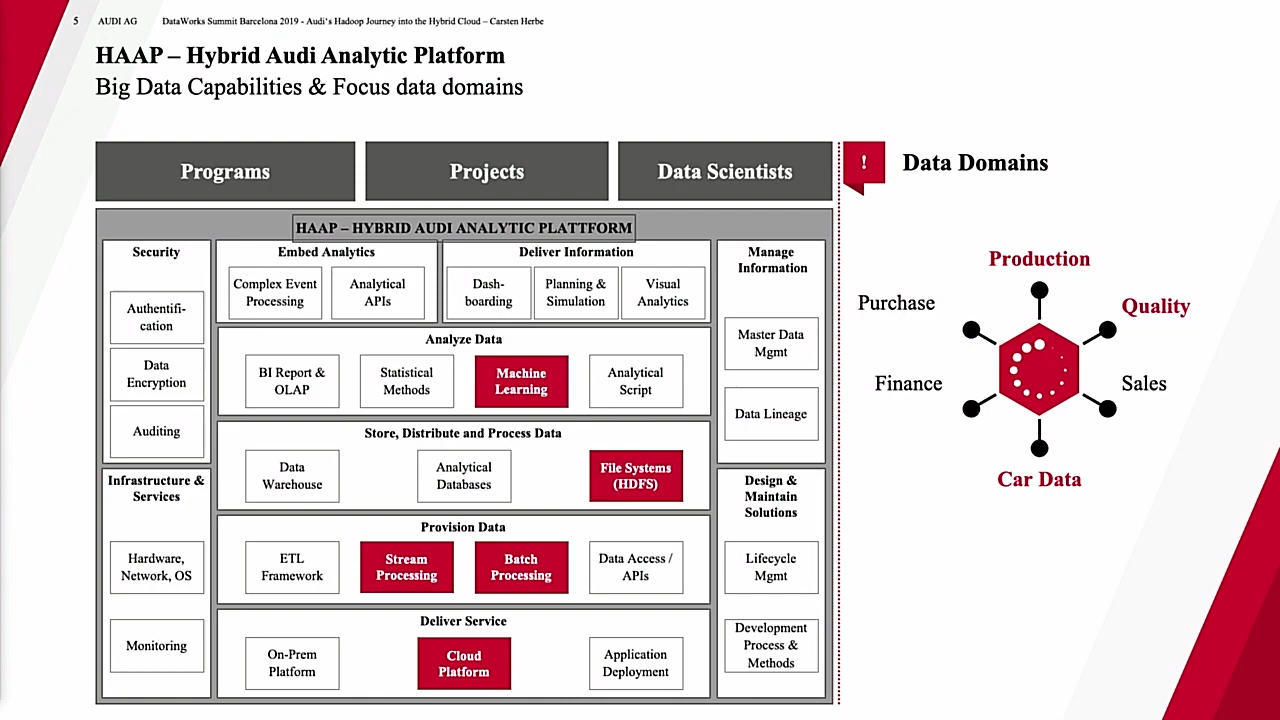 5 AUDI AG DataWorks Summit Barcelona 2019 - Audi's Hadoop Journey into the Hybrid Cloud – Carsten Herbe
HAAP – Hybrid Audi Analytic Platform
Big Data Capabilities & Focus data domains
Programs
Projects
Data Scientists
HAAP – HYBRID AUDI ANALYTIC PLATTFORM
Security
Authentifi-
cation
Data
Encryption
Auditing
Infrastructure &
Services
Hardware,
Network, OS
Monitoring
Embed Analytics
Complex Event
Processing
Analytical
APIs
Deliver Information
Dash-
boarding
Planning &
Simulation
Visual
Analytics
Analyze Data
BI Report &
OLAP
Statistical
Methods
Machine
Learning
Analytical
Script
Store, Distribute and Process Data
Data
Warehouse
Analytical
Databases
File Systems
(HDFS)
Provision Data
ETL
Framework
Stream
Processing
Batch
Processing
Data Access /
APIs
Deliver Service
On-Prem
Platform
Cloud
Platform
Application
Deployment
Manage
Information
Master Data
Mgmt
Data Lineage
Design &
Maintain
Solutions
Lifecycle
Mgmt
Development
Process &
Methods
!
Data Domains
Production
Purchase
Quality
Finance
Sales
Car Data